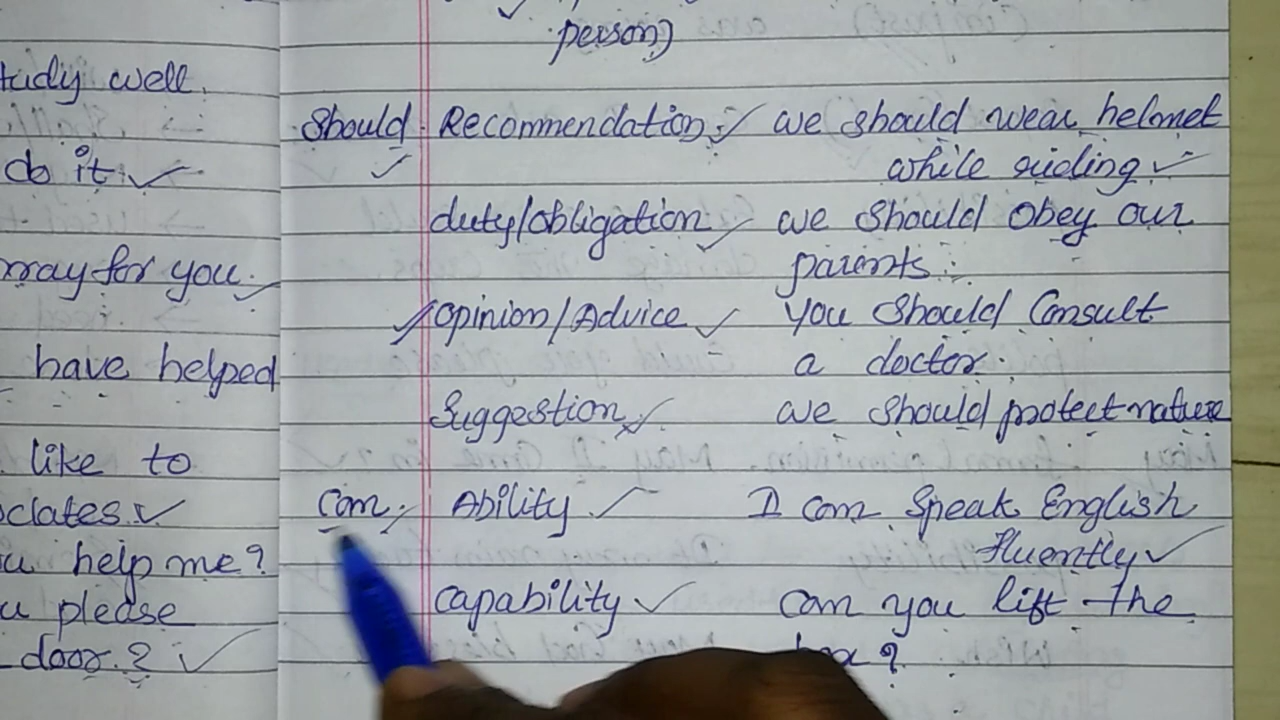 person)
tudy well.
do it
for you.
have helped
like to
clates.
u help me?
u please
door.?
Should. Recommendation. we should wear helmet
while riding
duty/obligation we should obey our
parents.
opinion/Advice you should Consult
a doctor.
Suggestion we should protect nature
Can. Ability I can Speak English
fluently
capability can you lift the
box?